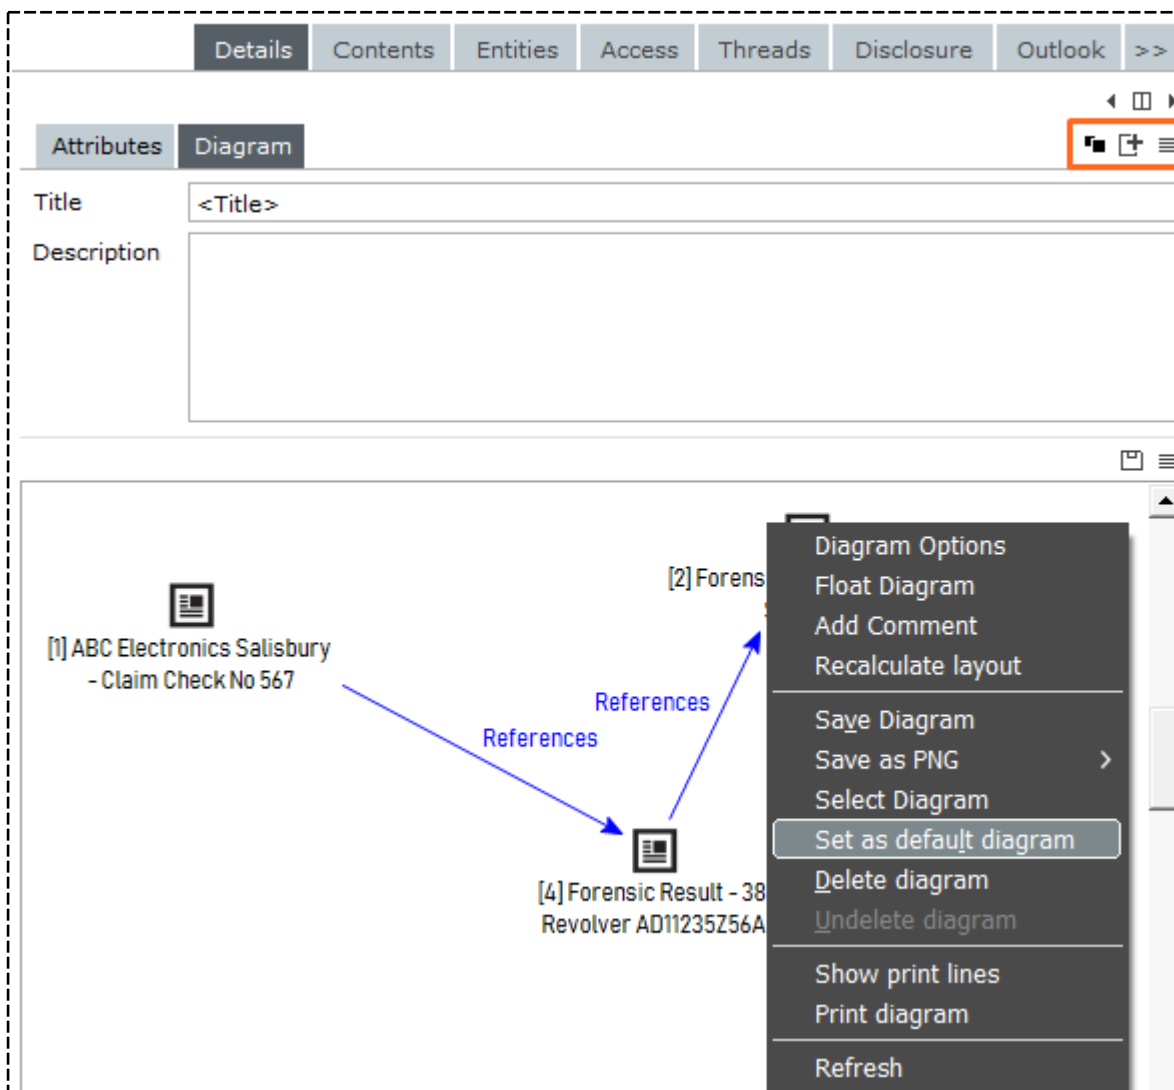 Details Contents Entities Access Threads Disclosure Outlook >>
Attributes Diagram
Title <Title>
Description
[1] ABC Electronics Salisbury
- Claim Check No 567
[2] Forens
References
References
[4] Forensic Result - 38
Revolver AD11235Z56A
Diagram Options
Float Diagram
Add Comment
Recalculate layout
Save Diagram
Save as PNG >
Select Diagram
Set as default diagram
Delete diagram
Undelete diagram
Show print lines
Print diagram
Refresh